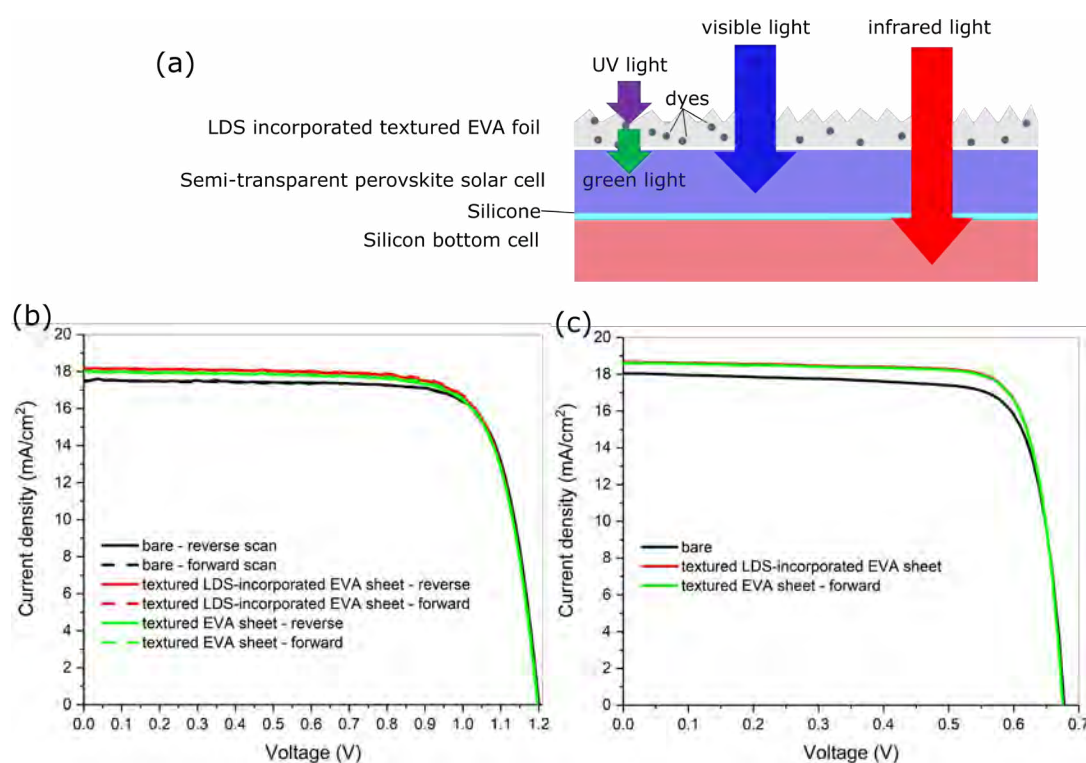 (a)
visible light
infrared light
UV light
dyes
LDS incorporated textured EVA foil
Semi-transparent perovskite solar cell
green light
Silicone
Silicon bottom cell
(b)
20
18
16
14
12
10
8
6
4
2
0
Current density (mA/cm²)
bare - reverse scan
bare - forward scan
textured LDS-incorporated EVA sheet - reverse
textured LDS-incorporated EVA sheet - forward
textured EVA sheet - reverse
textured EVA sheet - forward
0.0 0.1 0.2 0.3 0.4 0.5 0.6 0.7 0.8 0.9 1.0 1.1 1.2
Voltage (V)
(c)
20
18
16
14
12
10
8
6
4
2
0
Current density (mA/cm²)
bare
textured LDS-incorporated EVA sheet
textured EVA sheet - forward
0.0 0.1 0.2 0.3 0.4 0.5 0.6 0.7
Voltage (V)